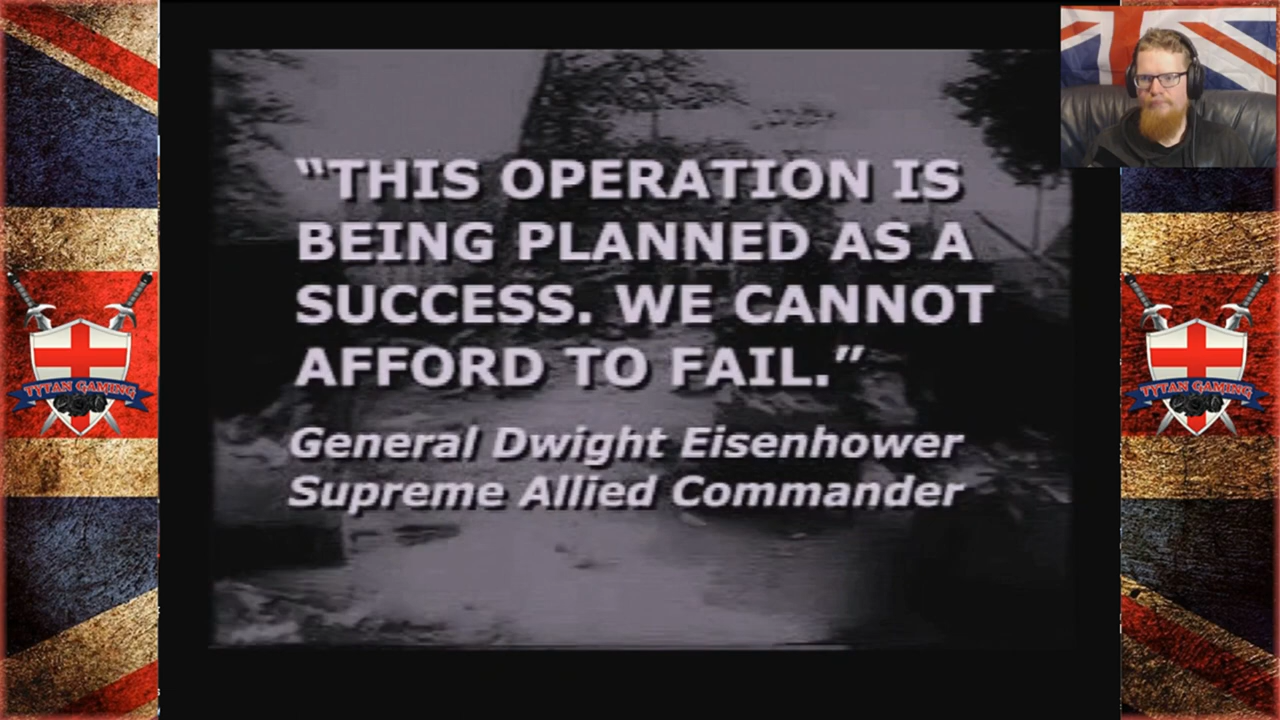 “THIS OPERATION IS
BEING PLANNED AS A
SUCCESS. WE CANNOT
AFFORD TO FAIL.”
General Dwight Eisenhower
Supreme Allied Commander
TYTAN GAMING
TYTAN GAMING